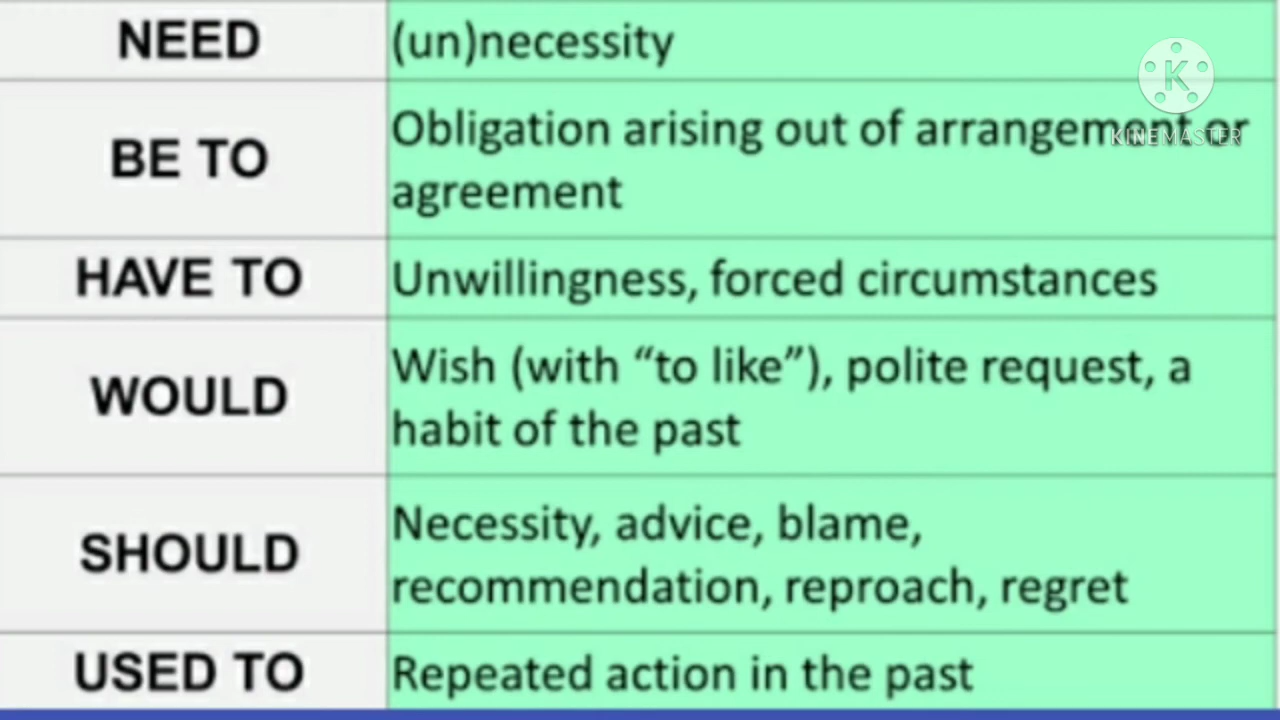 NEED
(un)necessity
BE TO
Obligation arising out of arrangement or
agreement
HAVE TO
Unwillingness, forced circumstances
WOULD
Wish (with “to like”), polite request, a
habit of the past
SHOULD
Necessity, advice, blame,
recommendation, reproach, regret
USED TO
Repeated action in the past
K
KINEMASTER